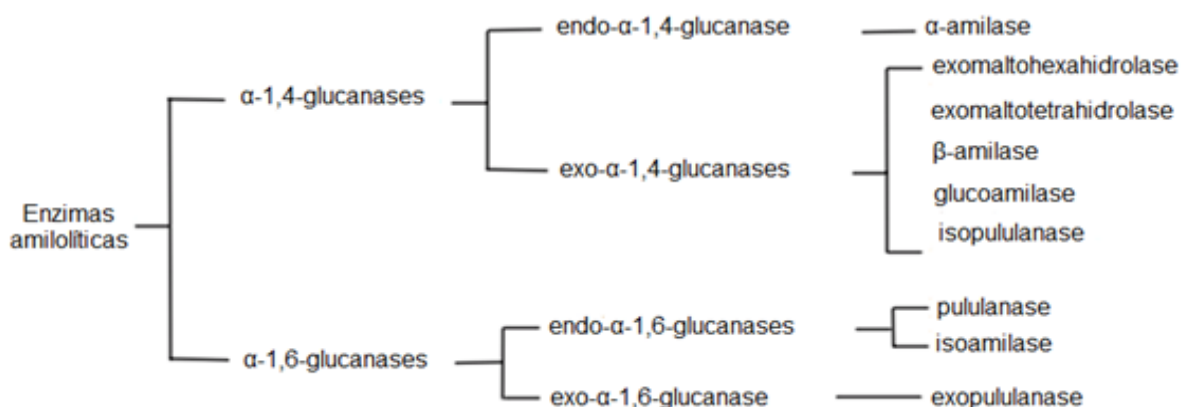 endo-α-1,4-glucanase
α-amilase
exomaltohexahidrolase
α-1,4-glucanases
exomaltotetrahidrolase
β-amilase
exo-α-1,4-glucanases
glucoamilase
Enzimas
amilolíticas
isopululanase
pululanase
endo-α-1,6-glucanases
isoamilase
α-1,6-glucanases
exo-α-1,6-glucanase
exopululanase